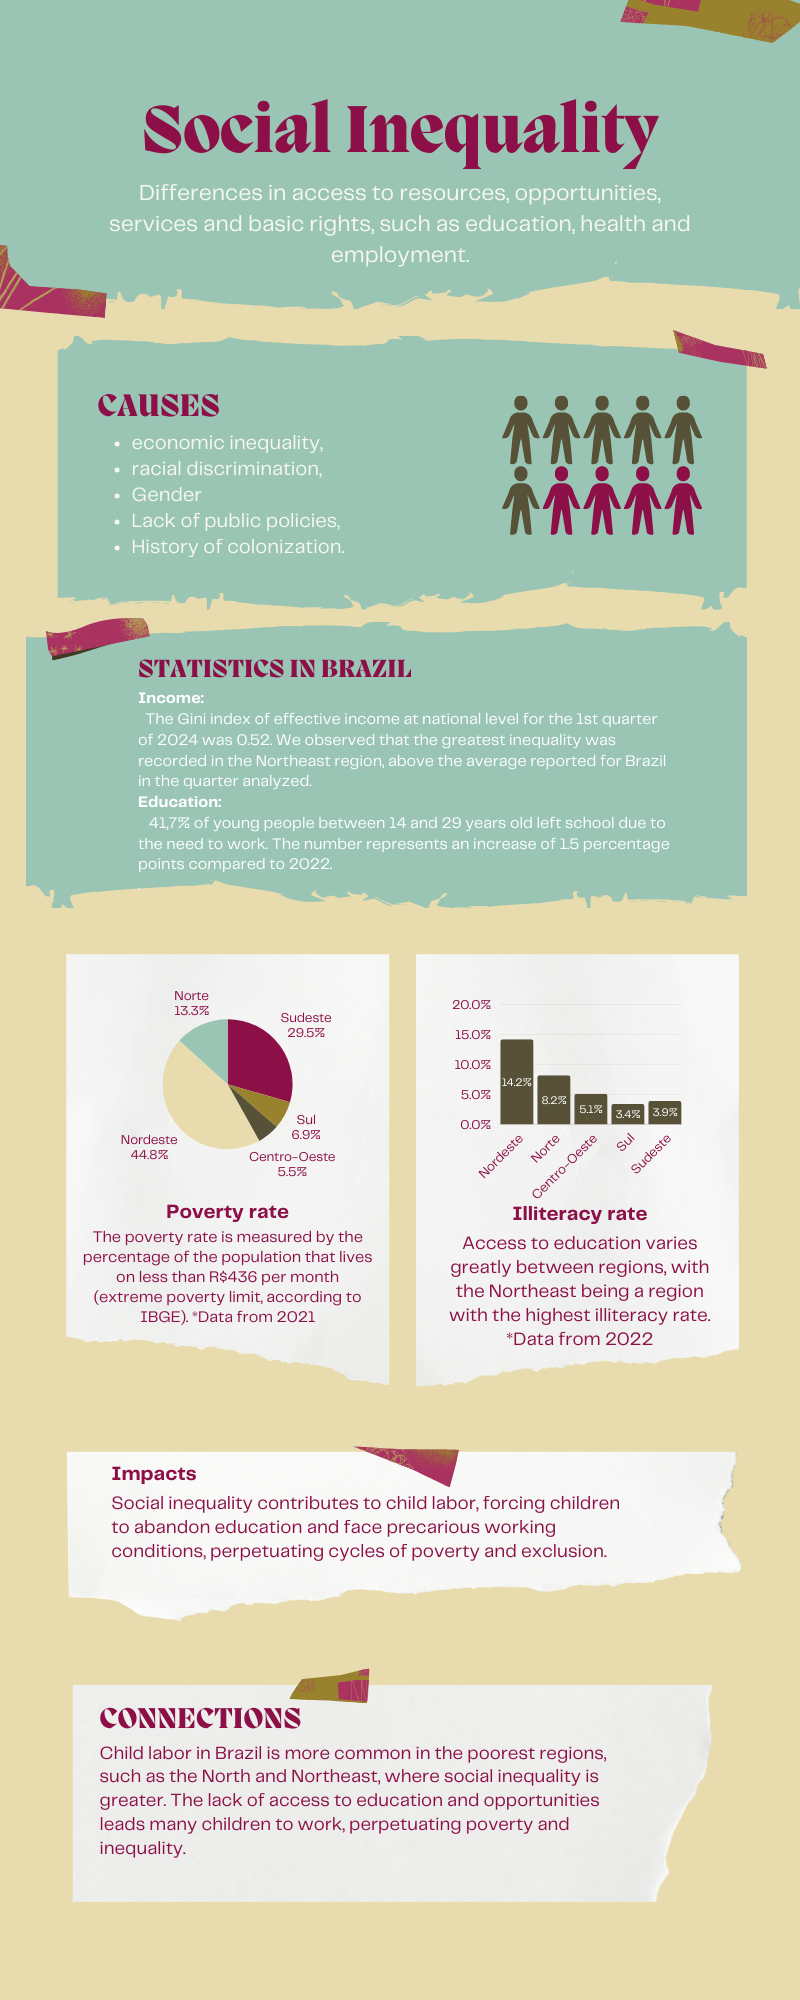 Social Inequality
Differences in access to resources, opportunities,
services and basic rights, such as education, health and
employment.
CAUSES
• economic inequality,
• racial discrimination,
• Gender
• Lack of public policies,
• History of colonization.
STATISTICS IN BRAZIL
Income:
The Gini index of effective income at national level for the 1st quarter
of 2024 was 0.52. We observed that the greatest inequality was
recorded in the Northeast region, above the average reported for Brazil
in the quarter analyzed.
Education:
41,7% of young people between 14 and 29 years old left school due to
the need to work. The number represents an increase of 1.5 percentage
points compared to 2022.
Norte
13.3%
Sudeste
29.5%
Sul
6.9%
Nordeste
44.8%
Centro-Oeste
5.5%
Poverty rate
The poverty rate is measured by the
percentage of the population that lives
on less than R$436 per month
(extreme poverty limit, according to
IBGE). *Data from 2021
20.0%
15.0%
10.0%
5.0%
0.0%
14.2%
8.2%
5.1%
3.4%
3.9%
Nordeste
Norte
Centro-Oeste
Sul
Sudeste
Illiteracy rate
Access to education varies
greatly between regions, with
the Northeast being a region
with the highest illiteracy rate.
*Data from 2022
Impacts
Social inequality contributes to child labor, forcing children
to abandon education and face precarious working
conditions, perpetuating cycles of poverty and exclusion.
CONNECTIONS
Child labor in Brazil is more common in the poorest regions,
such as the North and Northeast, where social inequality is
greater. The lack of access to education and opportunities
leads many children to work, perpetuating poverty and
inequality.